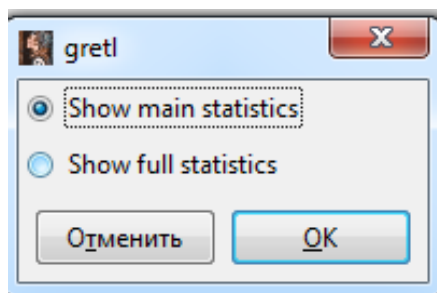 gretl
Show main statistics
Show full statistics
Отменить
OK